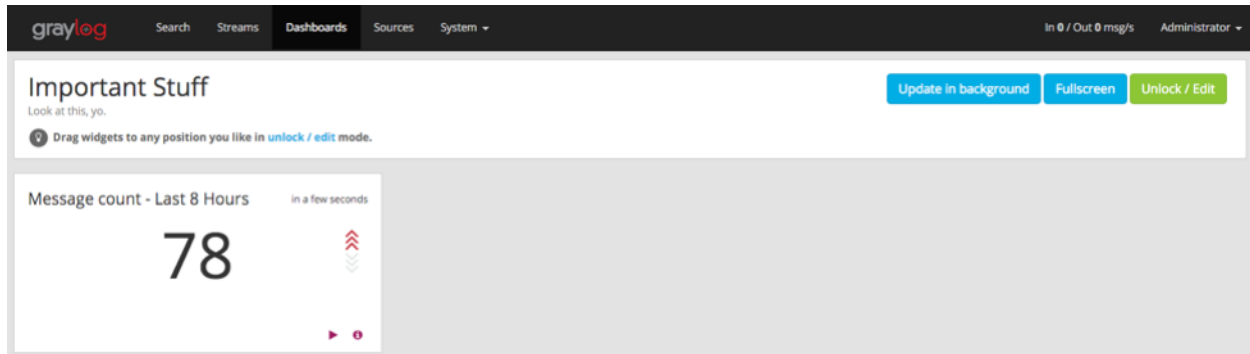 graylog Search Streams Dashboards Sources System In 0 / Out 0 msg/s Administrator
Important Stuff
Look at this, yo.
Drag widgets to any position you like in unlock / edit mode.
Update in background Fullscreen Unlock / Edit
Message count - Last 8 Hours in a few seconds
78